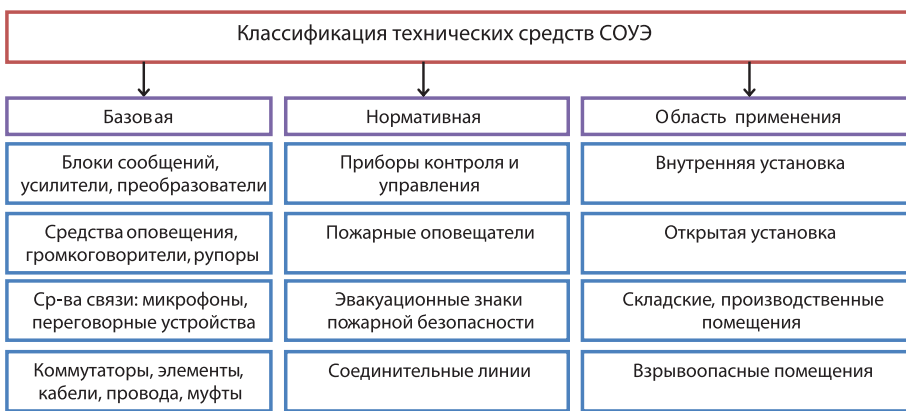 Классификация технических средств СОУЭ
Базовая
Нормативная
Область применения
Блоки сообщений,
усилители, преобразователи
Приборы контроля и
управления
Внутренняя установка
Средства оповещения,
громкоговорители, рупоры
Пожарные оповещатели
Открытая установка
Ср-ва связи: микрофоны,
переговорные устройства
Эвакуационные знаки
пожарной безопасности
Складские, производственные
помещения
Коммутаторы, элементы,
кабели, провода, муфты
Соединительные линии
Взрывоопасные помещения